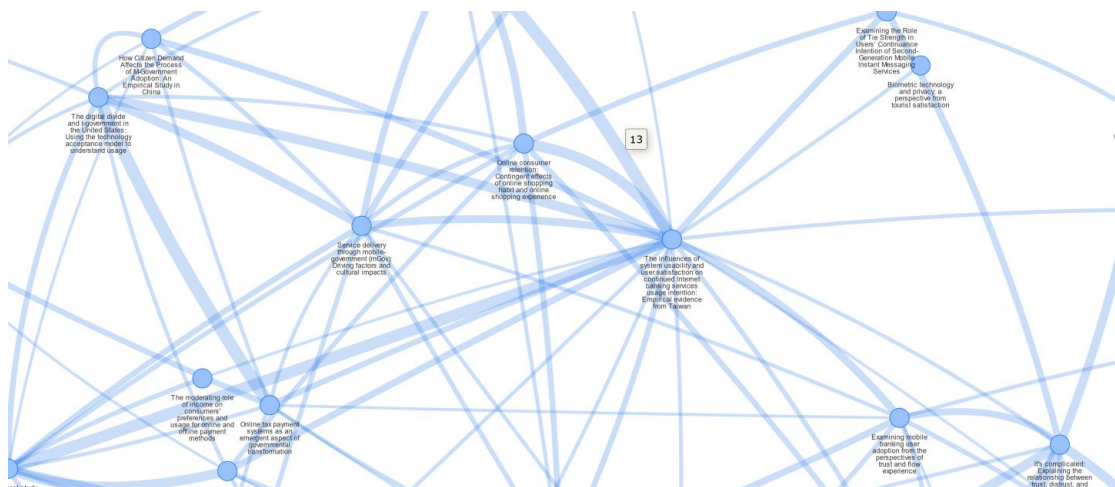 How Citizen Demand
Affects the Process
of M-Government
Adoption: An
Empirical Study in
China
The digital divide
and t-government in
the United States:
Using the technology
acceptance model to
understand usage
Examining the Role
of Tie Strength in
Users' Continuance
Intention of Second-
Generation Mobile
Instant Messaging
Services
Biometric technology
and privacy: a
perspective from
tourist satisfaction
13
Online consumer
retention:
Contingent effects
of online shopping
habit and online
shopping experience
Service delivery
through mobile-
government (mGov):
Driving factors and
cultural impacts
The influences of
system usability and
user satisfaction on
continued Internet
banking services
usage intention:
Empirical evidence
from Taiwan
The moderating role
of income on
consumers'
preferences and
usage for online and
offline payment
methods
Online tax payment
systems as an
emergent aspect of
governmental
transformation
Examining mobile
banking user
adoption from the
perspectives of
trust and flow
experience
It's complicated:
Explaining the
relationship between
trust, distrust, and